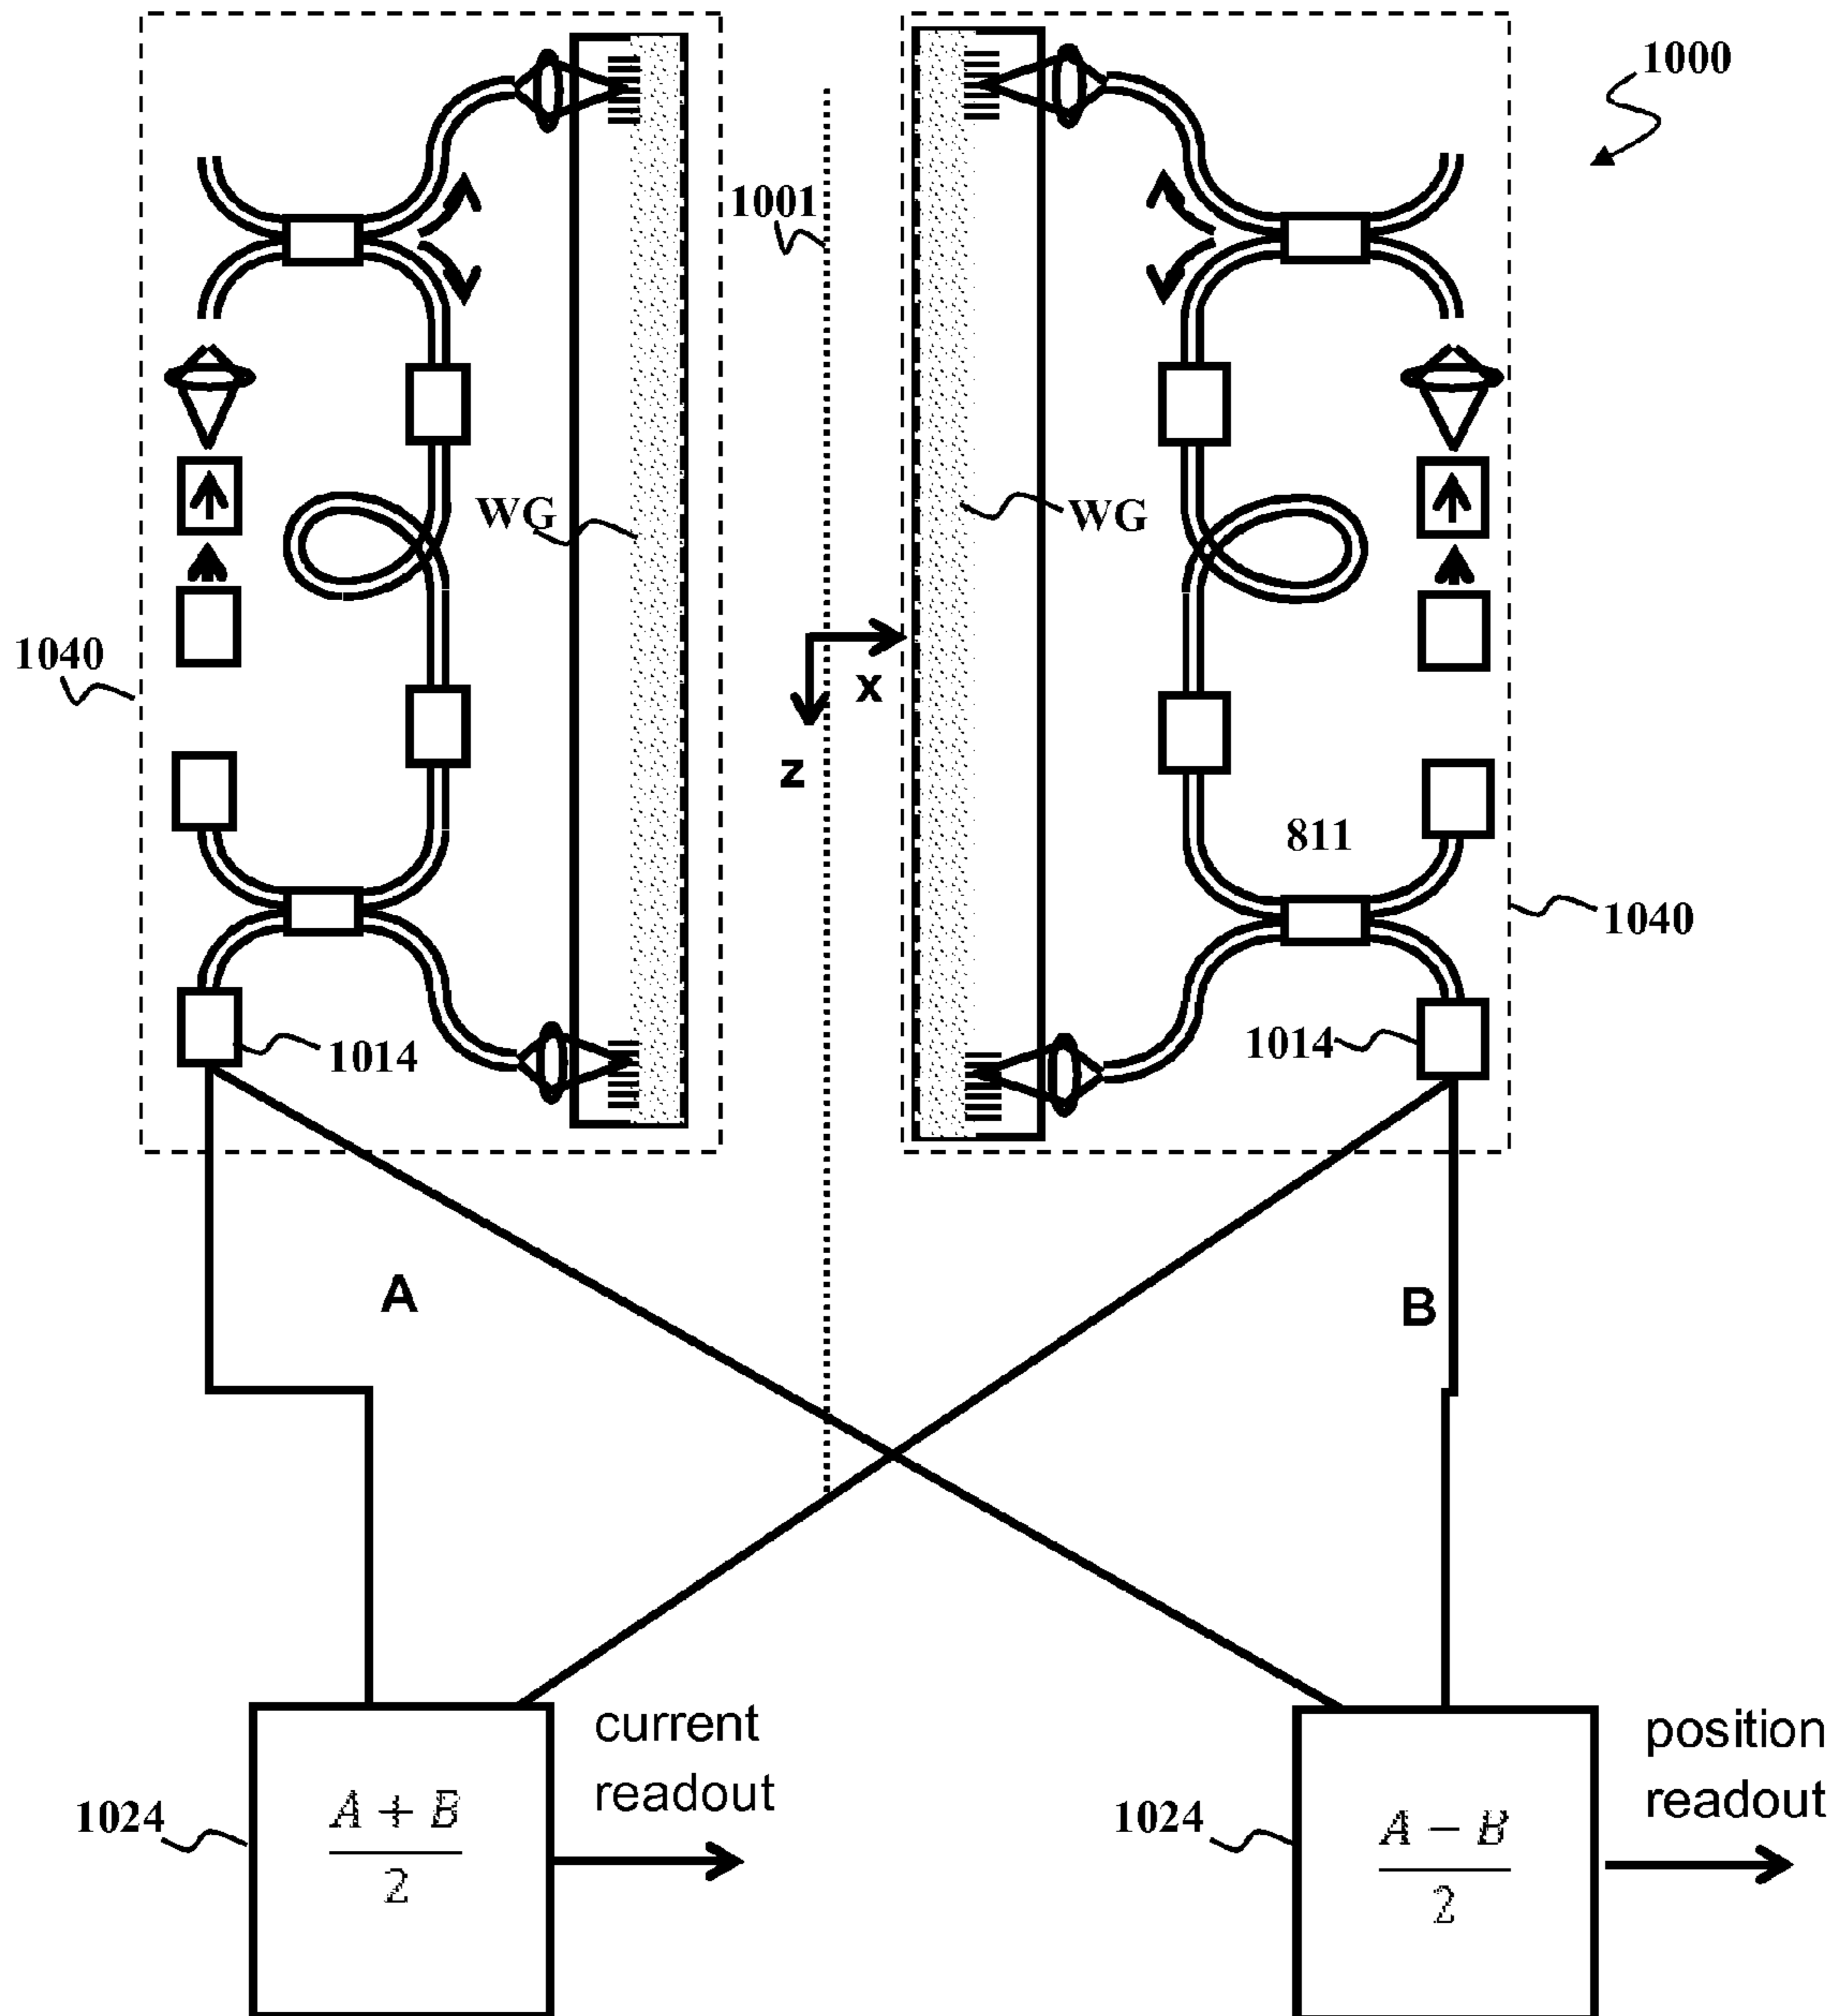 1000
1001
WG
WG
1040
x
z
811
1040
1014
1014
A
B
current
readout
position
readout
1024
A + B
2
1024
A − B
2